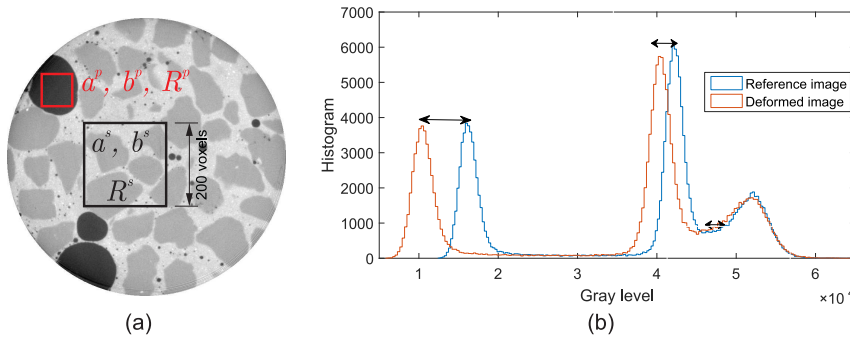 a^p, b^p, R^p
a^s, b^s
R^s
200 voxels
(a)
7000
6000
5000
4000
3000
2000
1000
0
Histogram
Reference image
Deformed image
1
2
3
4
5
6
Gray level
(b)